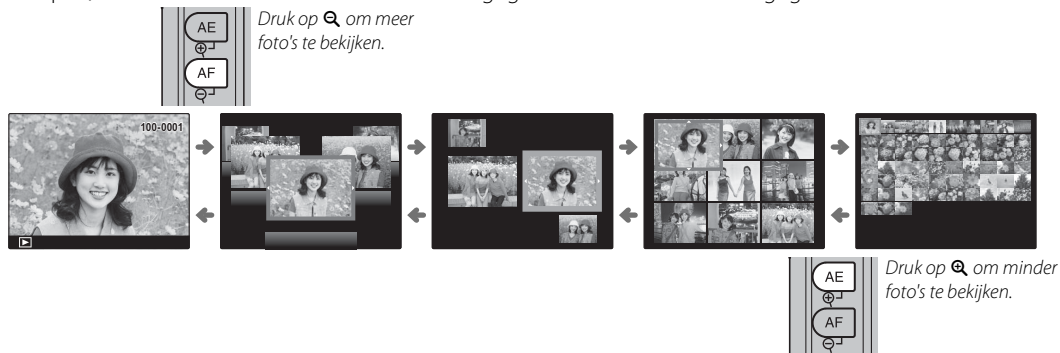 AE
AF
Druk op om meer
foto's te bekijken.
100-0001
AE
AF
Druk op om minder
foto's te bekijken.